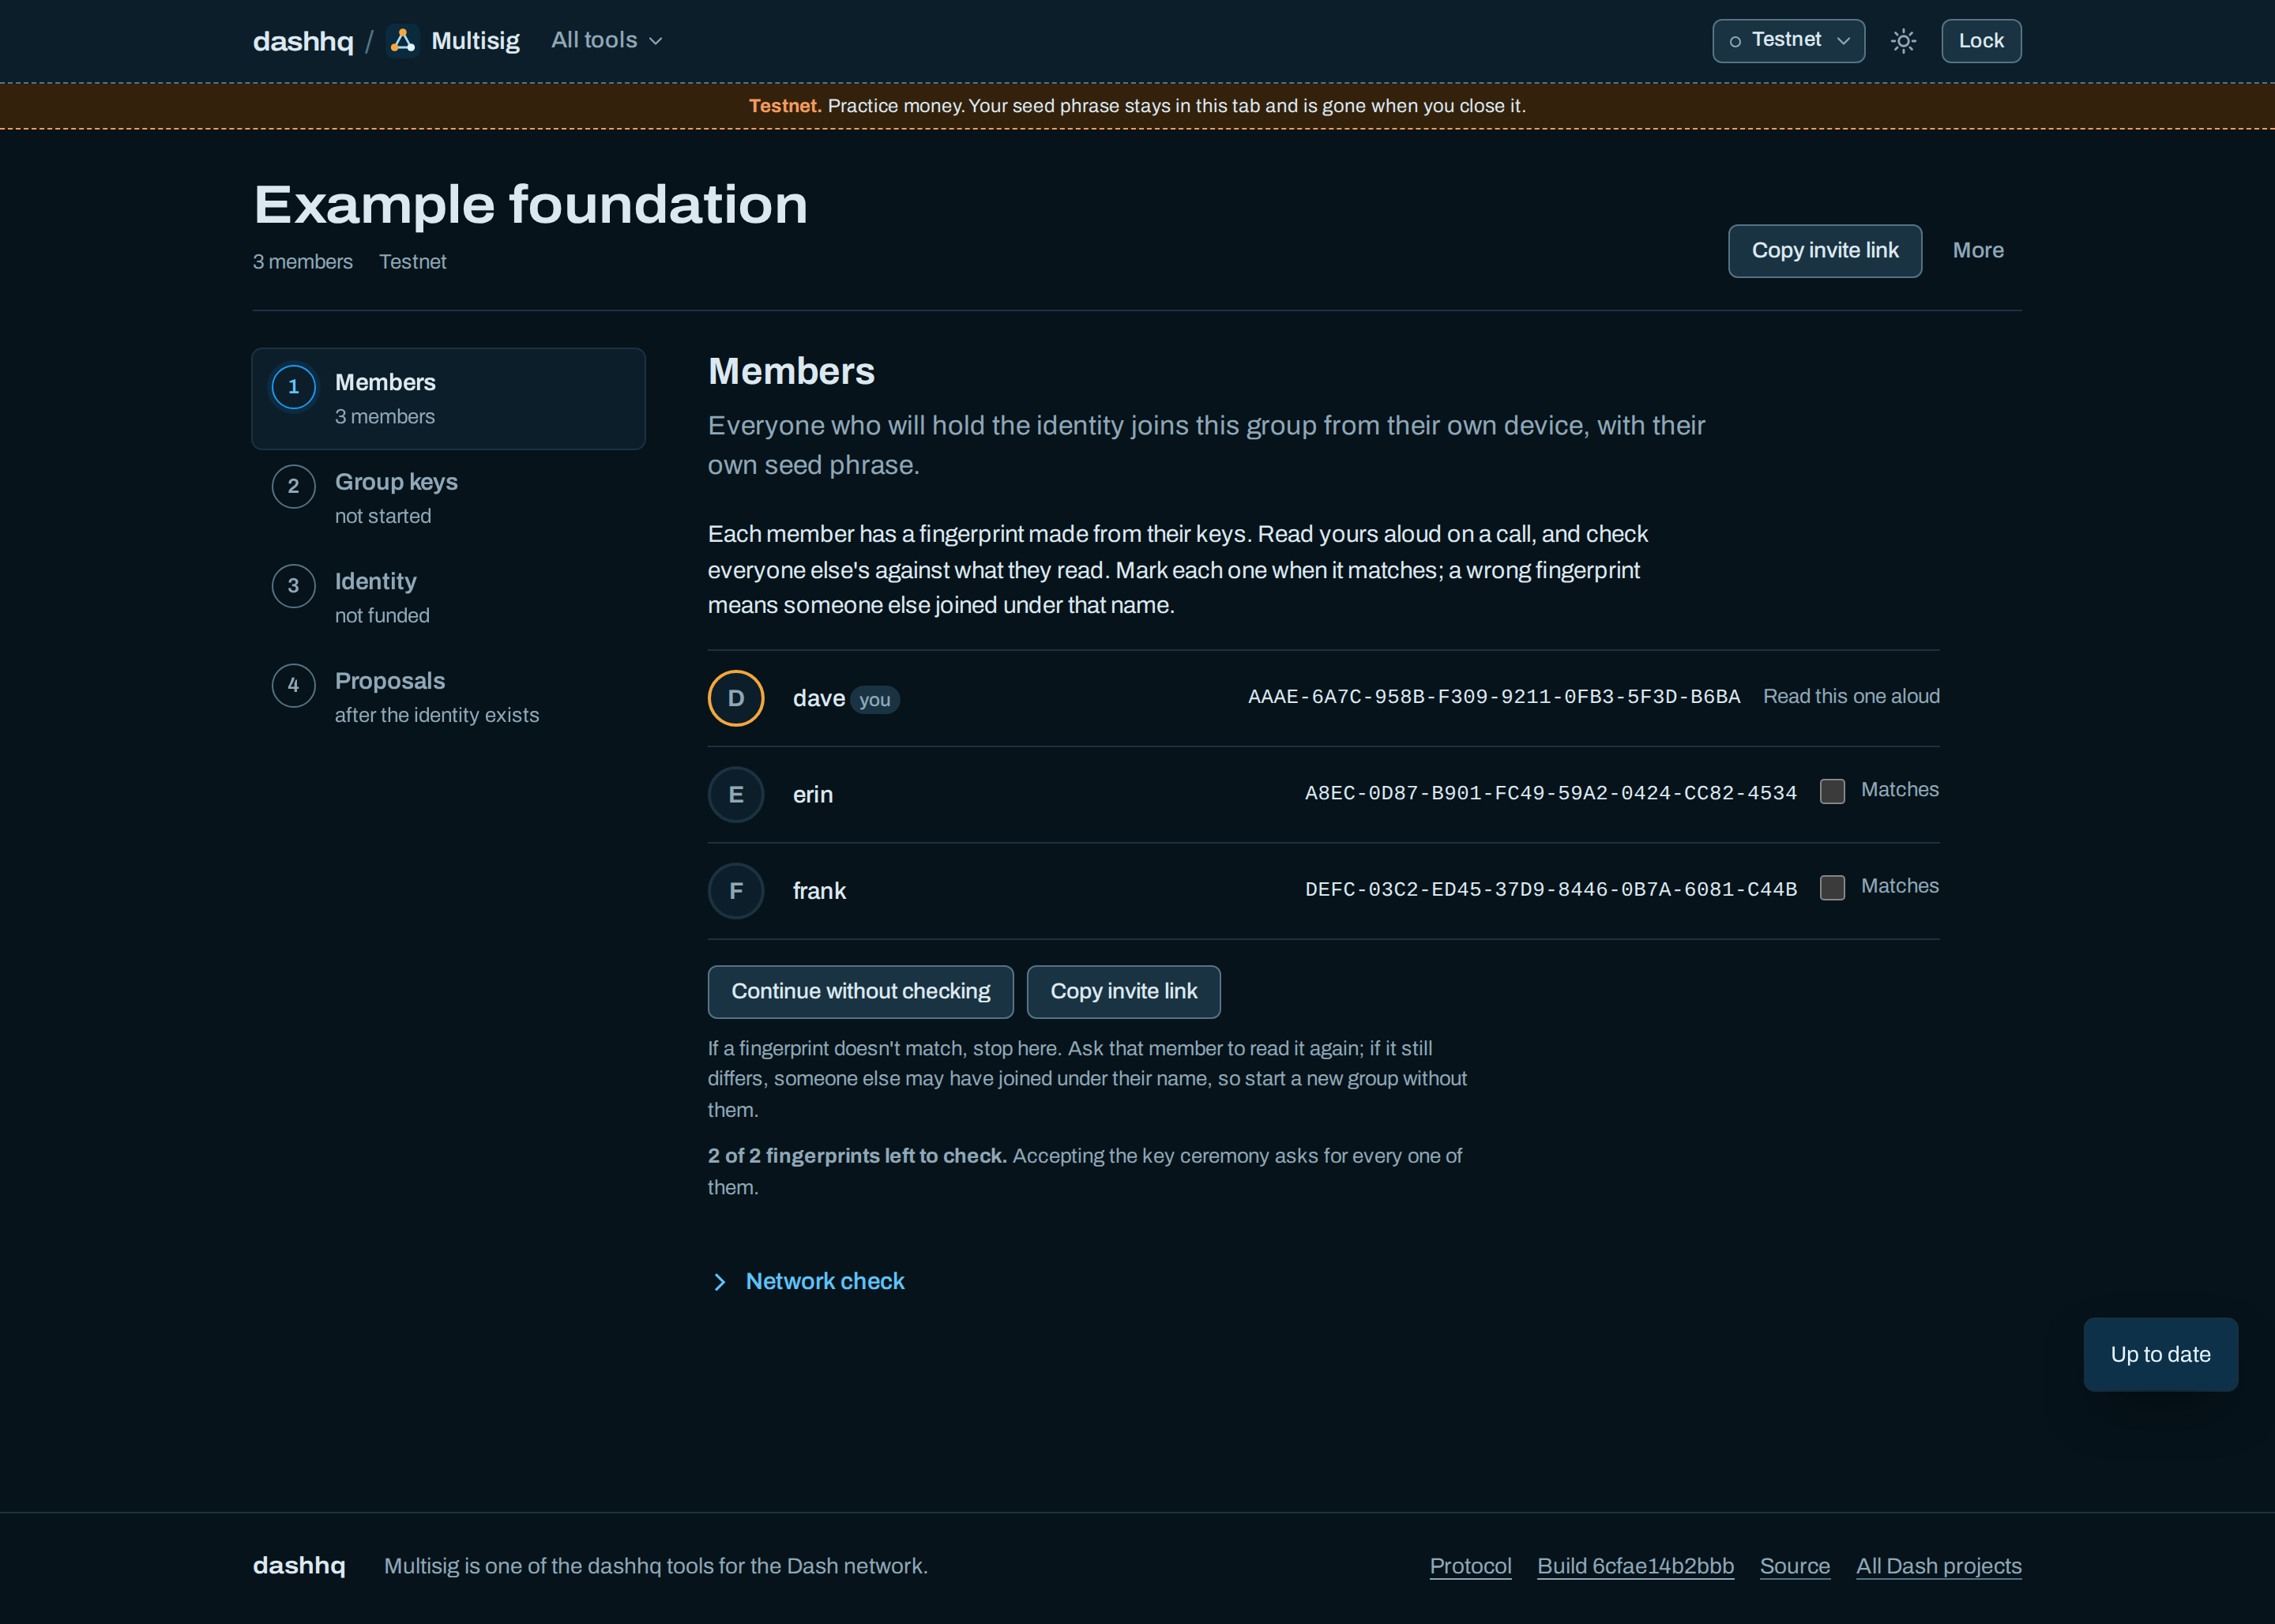 dashhq / Multisig All tools
Testnet Lock
Testnet. Practice money. Your seed phrase stays in this tab and is gone when you close it.
Example foundation
3 members Testnet
Copy invite link More
1 Members
3 members
2 Group keys
not started
3 Identity
not funded
4 Proposals
after the identity exists
Members
Everyone who will hold the identity joins this group from their own device, with their
own seed phrase.
Each member has a fingerprint made from their keys. Read yours aloud on a call, and check
everyone else's against what they read. Mark each one when it matches; a wrong fingerprint
means someone else joined under that name.
D dave you AAAE-6A7C-958B-F309-9211-0FB3-5F3D-B6BA Read this one aloud
E erin A8EC-0D87-B901-FC49-59A2-0424-CC82-4534 Matches
F frank DEFC-03C2-ED45-37D9-8446-0B7A-6081-C44B Matches
Continue without checking Copy invite link
If a fingerprint doesn't match, stop here. Ask that member to read it again; if it still
differs, someone else may have joined under their name, so start a new group without
them.
2 of 2 fingerprints left to check. Accepting the key ceremony asks for every one of
them.
Network check
Up to date
dashhq Multisig is one of the dashhq tools for the Dash network.
Protocol Build 6cfae14b2bbb Source All Dash projects